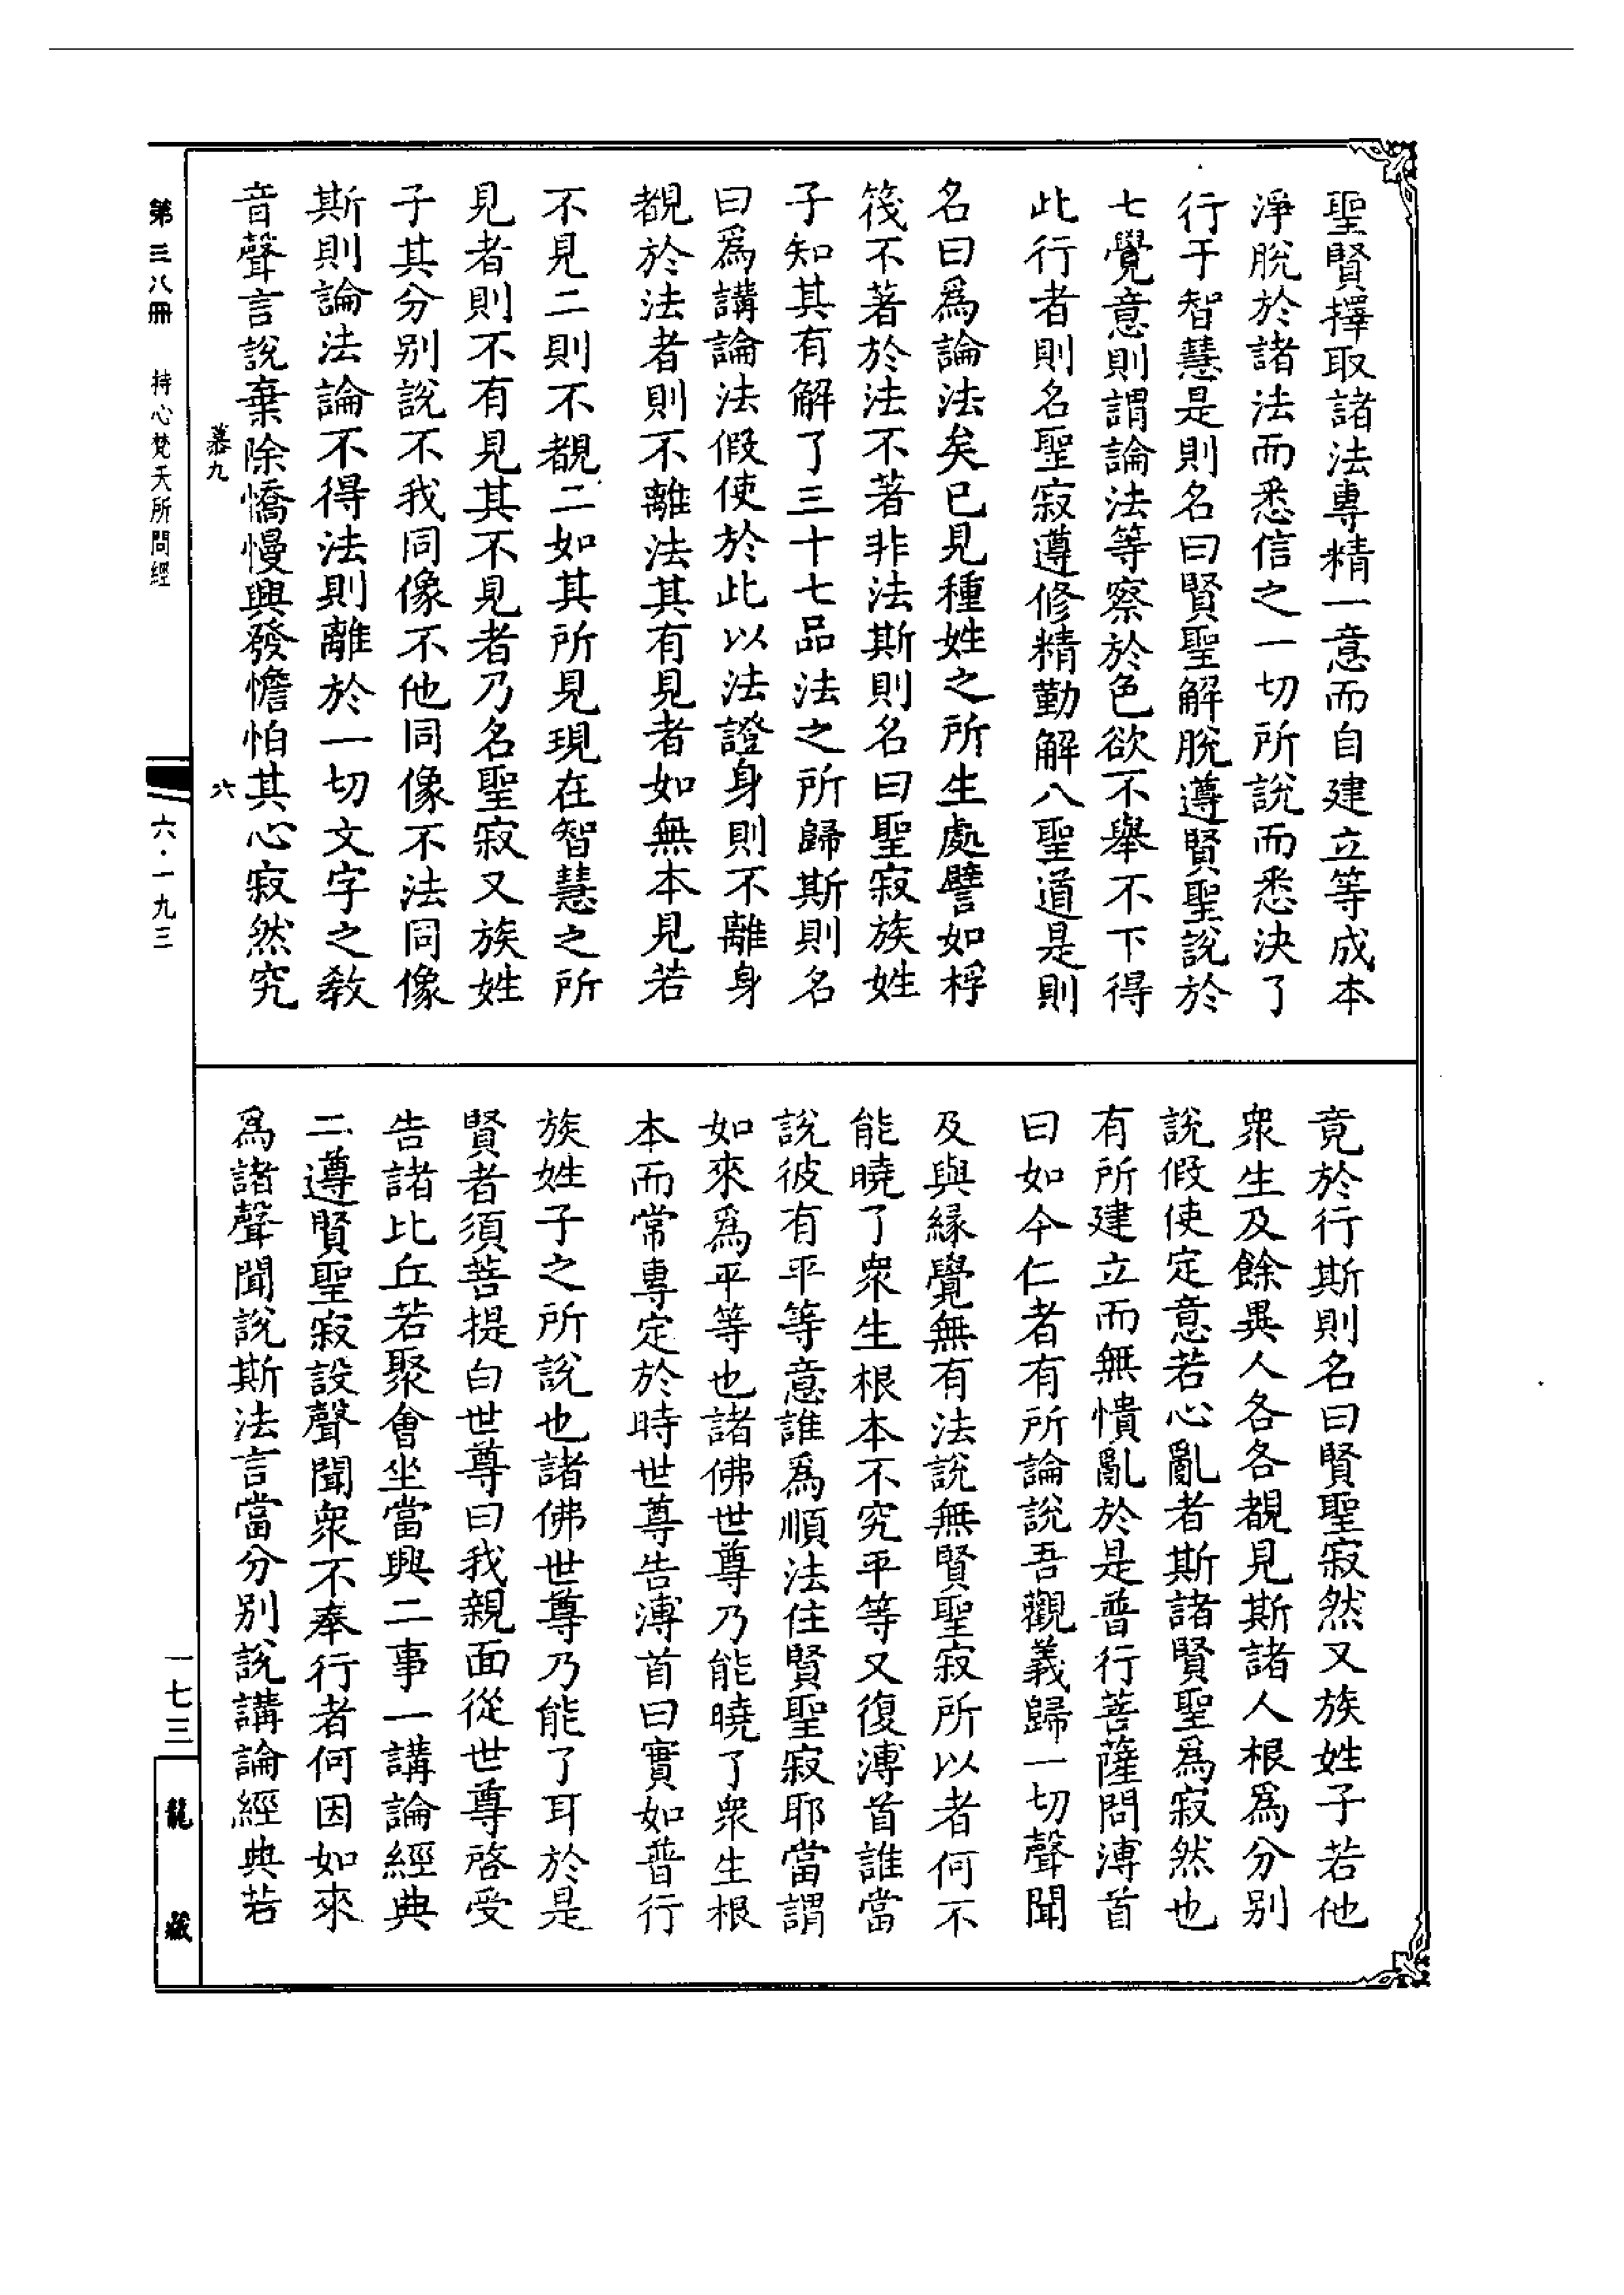 聖賢擇取諸法專精一意而自建立等成本
淨脫於諸法而悉信之一切所說而悉決了
行于智慧是則名曰賢聖解脫遵賢聖說於
七覺意則謂論法等察於色欲不舉不下得
此行者則名聖寂遵修精勤解八聖道是則
名曰爲論法矣已見種姓之所生處譬如桴
筏不著於法不著非法斯則名曰聖寂族姓
子知其有解了三十七品法之所歸斯則名
曰爲講論法假使於此以法證身則不離身
覩於法者則不離法其有見者如無本見若
不見二則不覩二如其所見現在智慧之所
見者則不有見其不見者乃名聖寂又族姓
子其分別說不我同像不他同像不法同像
斯則論法論不得法則離於一切文字之教
音聲言說棄除憍慢興發憺怕其心寂然究
竟於行斯則名曰賢聖寂然又族姓子若他
衆生及餘異人各各覩見斯諸人根爲分別
說假使定意若心亂者斯諸賢聖爲寂然也
有所建立而無憒亂於是普行菩薩問溥首
曰如今仁者有所論說吾觀義歸一切聲聞
及與緣覺無有法說無賢聖寂所以者何不
能曉了衆生根本不究平等又復溥首誰當
說彼有平等意誰爲順法住賢聖寂耶當謂
如來爲平等也諸佛世尊乃能曉了衆生根
本而常專定於時世尊告溥首曰實如普行
族姓子之所說也諸佛世尊乃能了耳於是
賢者須菩提白世尊曰我親面從世尊啓受
告諸比丘若聚會坐當興二事一講論經典
二遵賢聖寂設聲聞衆不奉行者何因如來
爲諸聲聞說斯法言當分別說講論經典若
慕九
六
第三八冊
持心梵天所問經
六·一九三
一七三
龍藏